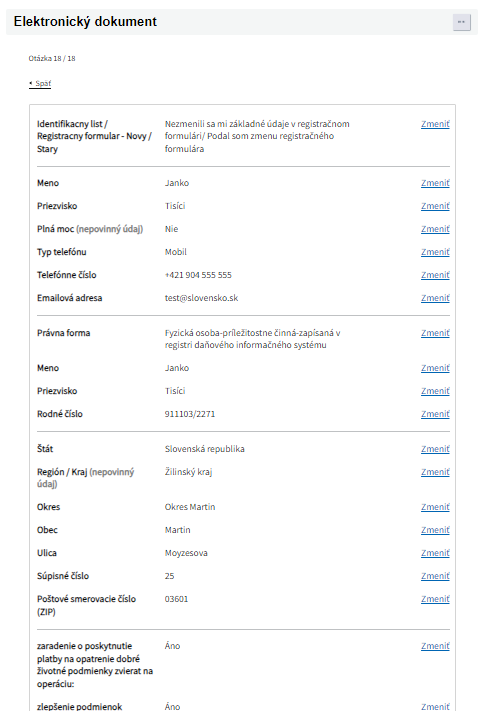 Elektronický dokument
Otázka 18 / 18
Späť
Identifikacny list / Registracny formular - Novy / Stary
Nezmenili sa mi základné údaje v registračnom formulári/ Podal som zmenu registračného formulára
Zmeniť
Meno Janko Zmeniť
Priezvisko Tisíci Zmeniť
Plná moc (nepovinný údaj) Nie Zmeniť
Typ telefónu Mobil Zmeniť
Telefónne číslo +421 904 555 555 Zmeniť
Emailová adresa test@slovensko.sk Zmeniť
Právna forma
Fyzická osoba-príležitostne činná-zapísaná v registri daňového informačného systému
Zmeniť
Meno Janko Zmeniť
Priezvisko Tisíci Zmeniť
Rodné číslo 911103/2271 Zmeniť
Štát Slovenská republika Zmeniť
Región / Kraj (nepovinný údaj) Žilinský kraj Zmeniť
Okres Okres Martin Zmeniť
Obec Martin Zmeniť
Ulica Moyzesova Zmeniť
Súpisné číslo 25 Zmeniť
Poštové smerovacie číslo (ZIP) 03601 Zmeniť
zaradenie o poskytnutie platby na opatrenie dobré životné podmienky zvierat na operáciu:
Áno Zmeniť
zlepšenie podmienok Áno Zmeniť